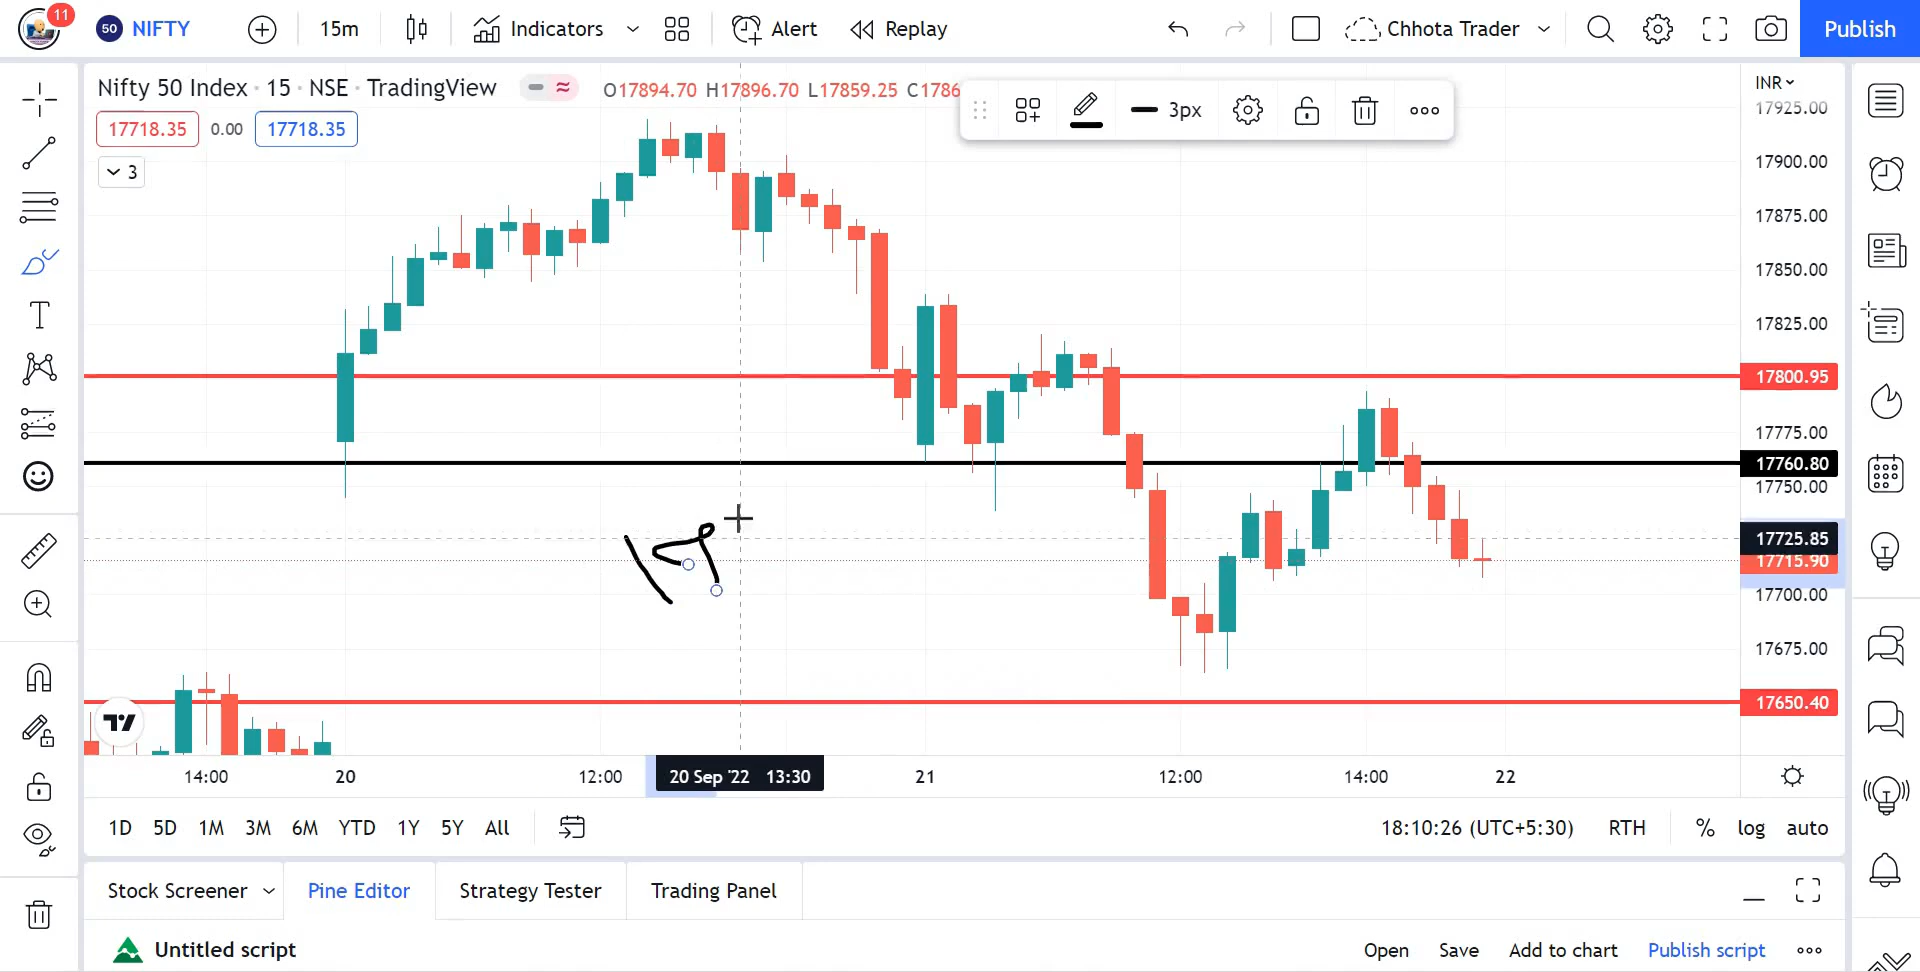 11
50 NIFTY 15m Indicators Alert Replay Chhota Trader Publish
Nifty 50 Index · 15 · NSE · TradingView O17894.70 H17896.70 L17859.25 C1786
3px
INR
17718.35 0.00 17718.35
3
17925.00
17900.00
17875.00
17850.00
17825.00
17800.95
17775.00
17760.80
17750.00
17725.85
17715.90
17700.00
17675.00
17650.40
14:00 20 12:00 20 Sep '22 13:30 21 12:00 14:00 22
1D 5D 1M 3M 6M YTD 1Y 5Y All 18:10:26 (UTC+5:30) RTH % log auto
Stock Screener Pine Editor Strategy Tester Trading Panel
Untitled script Open Save Add to chart Publish script